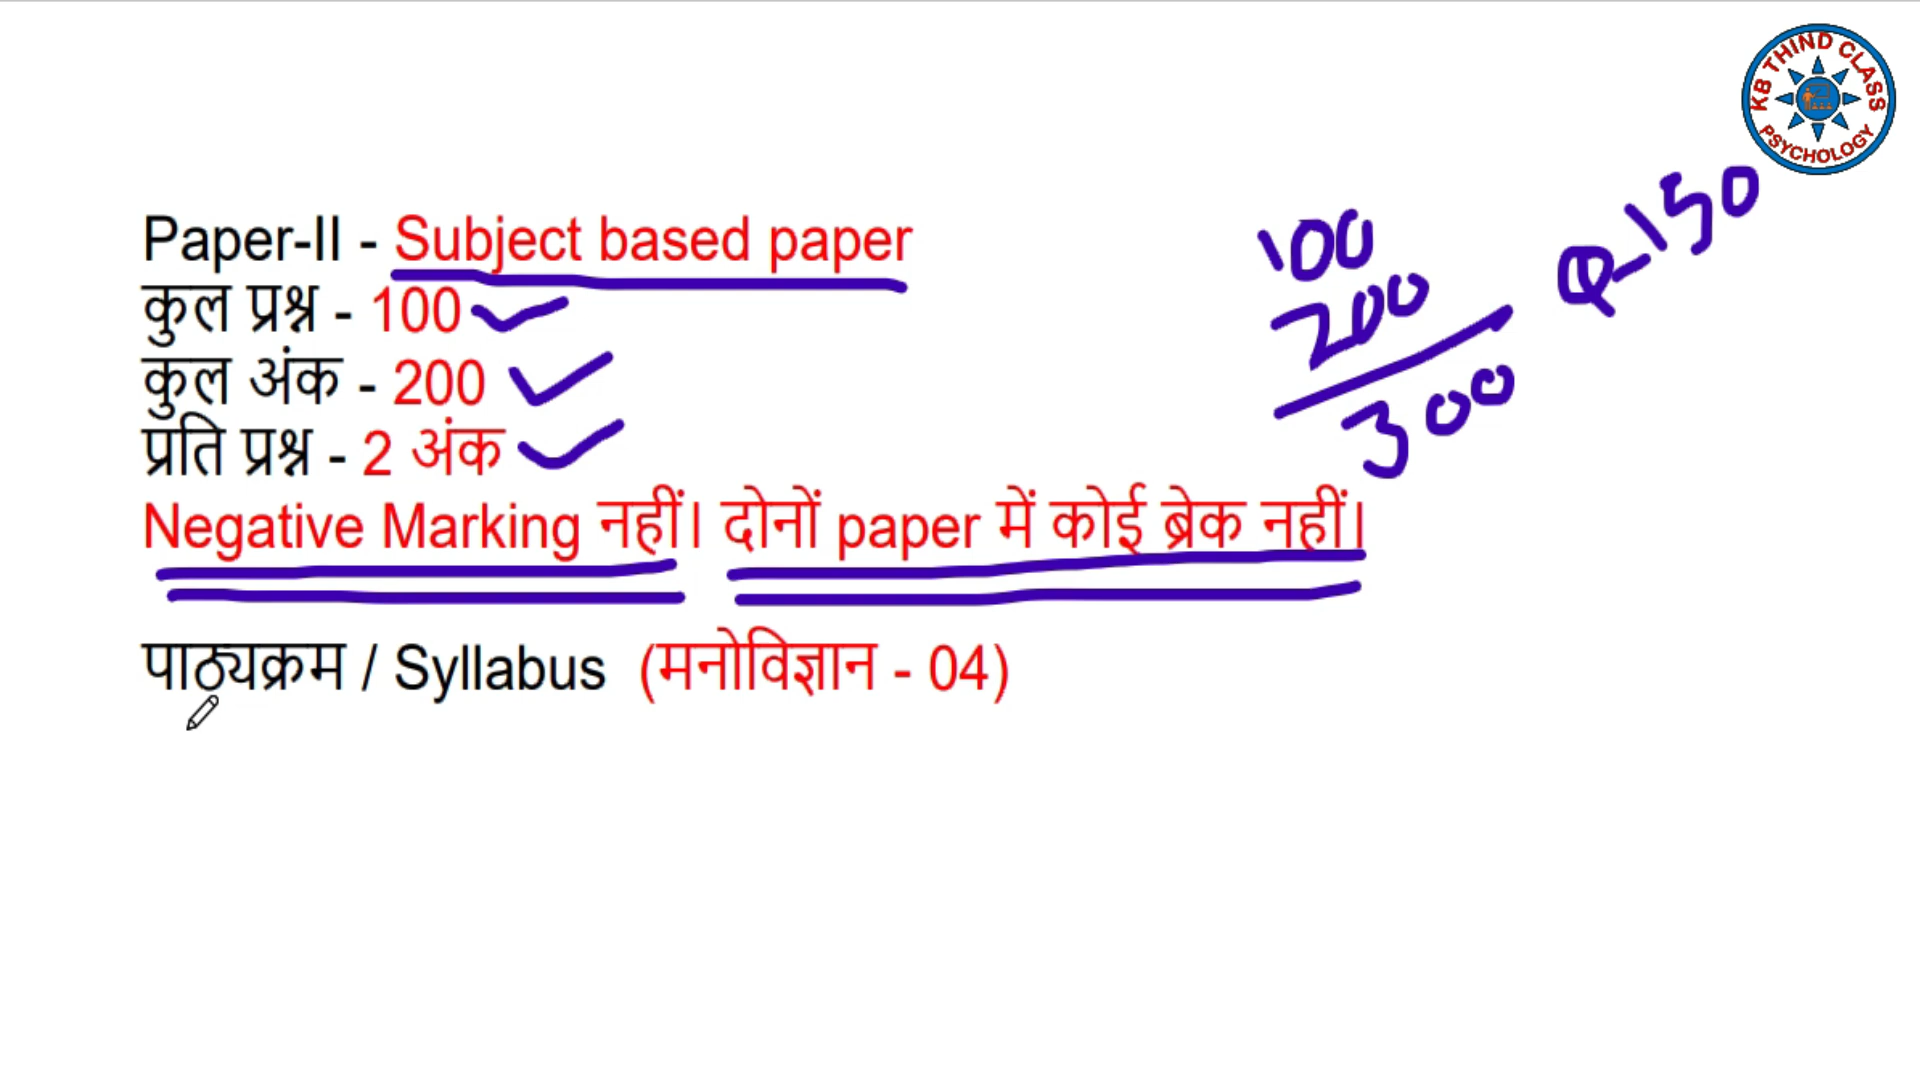 KB THIND CLASS
PSYCHOLOGY
Paper-II - Subject based paper
कुल प्रश्न - 100
कुल अंक - 200
प्रति प्रश्न - 2 अंक
Negative Marking नहीं। दोनों paper में कोई ब्रेक नहीं।
पाठ्यक्रम / Syllabus (मनोविज्ञान - 04)
100
200
300
Q-150